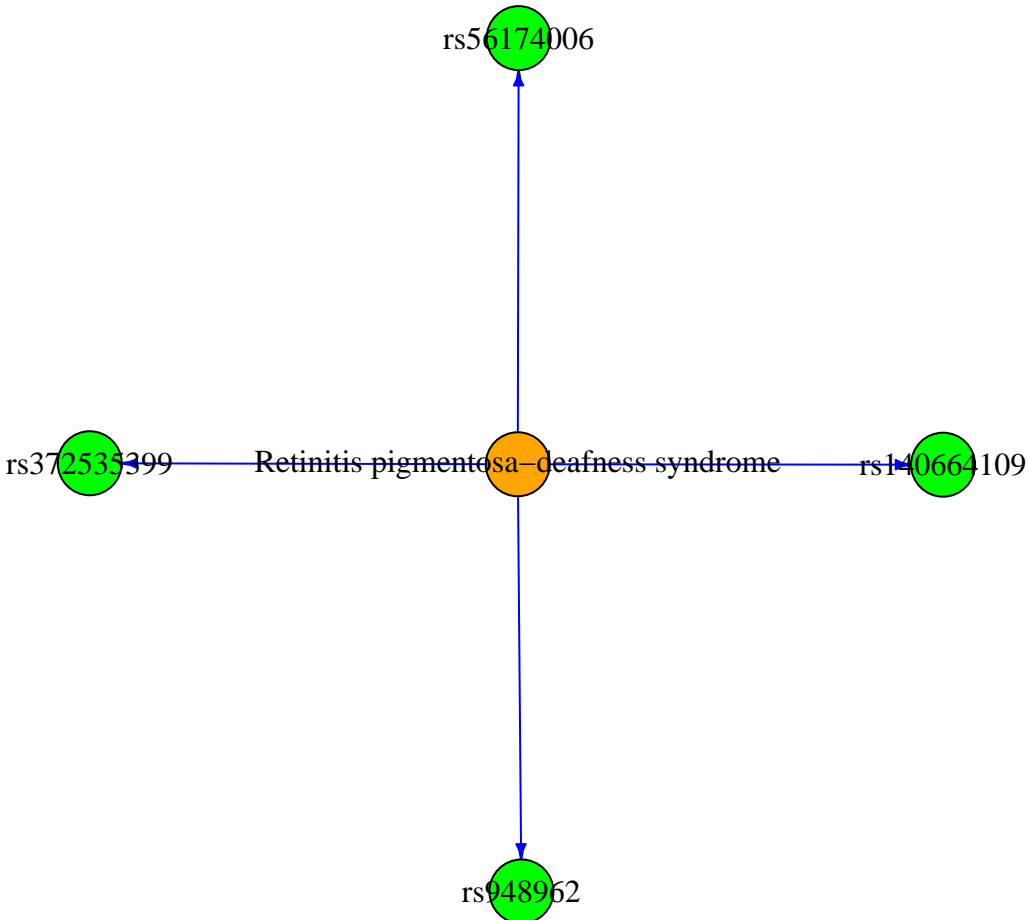 rs56174006
rs372535399
Retinitis pigmentosa−deafness syndrome
rs140664109
rs948962